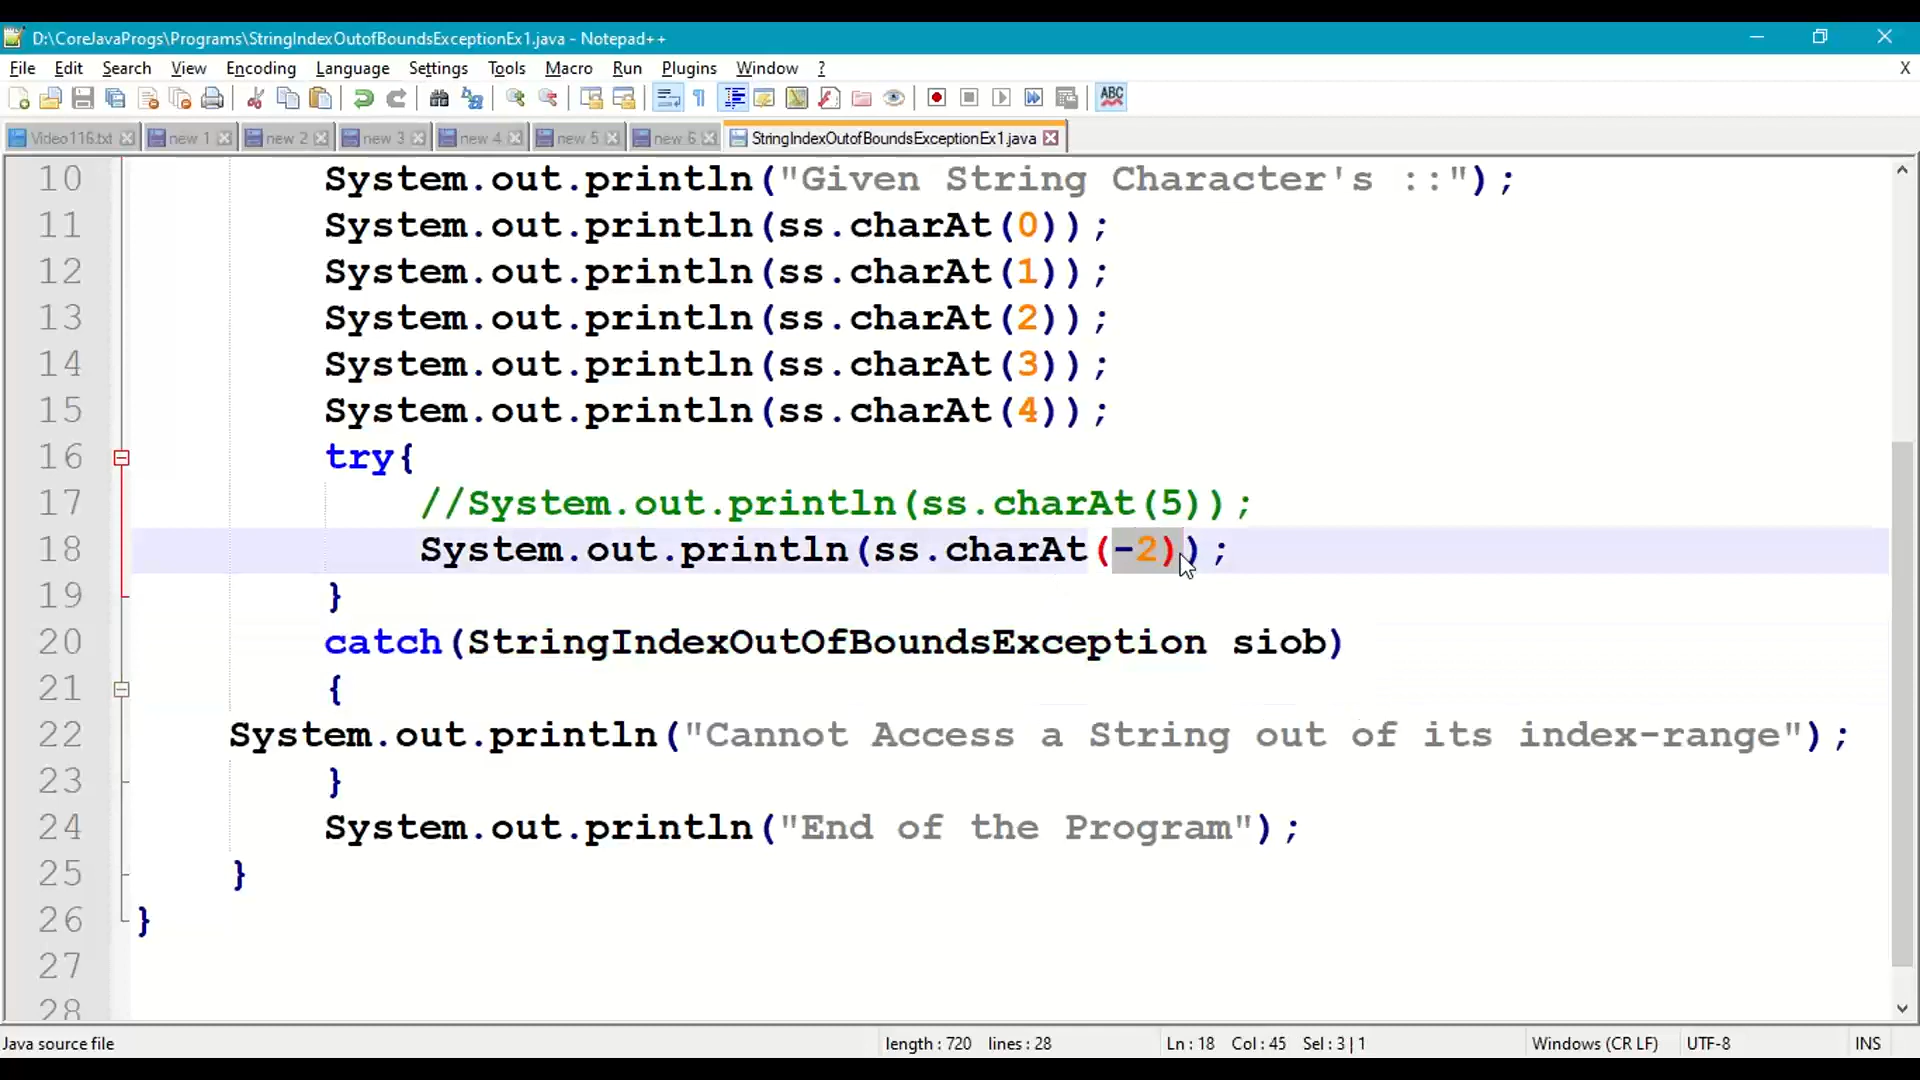 D:\CoreJavaProgs\Programs\StringIndexOutofBoundsExceptionEx1.java - Notepad++
File Edit Search View Encoding Language Settings Tools Macro Run Plugins Window ? X
ABC
Video116.txt new 1 new 2 new 3 new 4 new 5 new 6 StringIndexOutofBoundsExceptionEx1.java
10 System.out.println("Given String Character's ::");
11 System.out.println(ss.charAt(0));
12 System.out.println(ss.charAt(1));
13 System.out.println(ss.charAt(2));
14 System.out.println(ss.charAt(3));
15 System.out.println(ss.charAt(4));
16 try{
17 //System.out.println(ss.charAt(5));
18 System.out.println(ss.charAt(-2));
19 }
20 catch(StringIndexOutOfBoundsException siob)
21 {
22 System.out.println("Cannot Access a String out of its index-range");
23 }
24 System.out.println("End of the Program");
25 }
26 }
27
28
Java source file length : 720 lines : 28 Ln : 18 Col : 45 Sel : 3 | 1 Windows (CR LF) UTF-8 INS